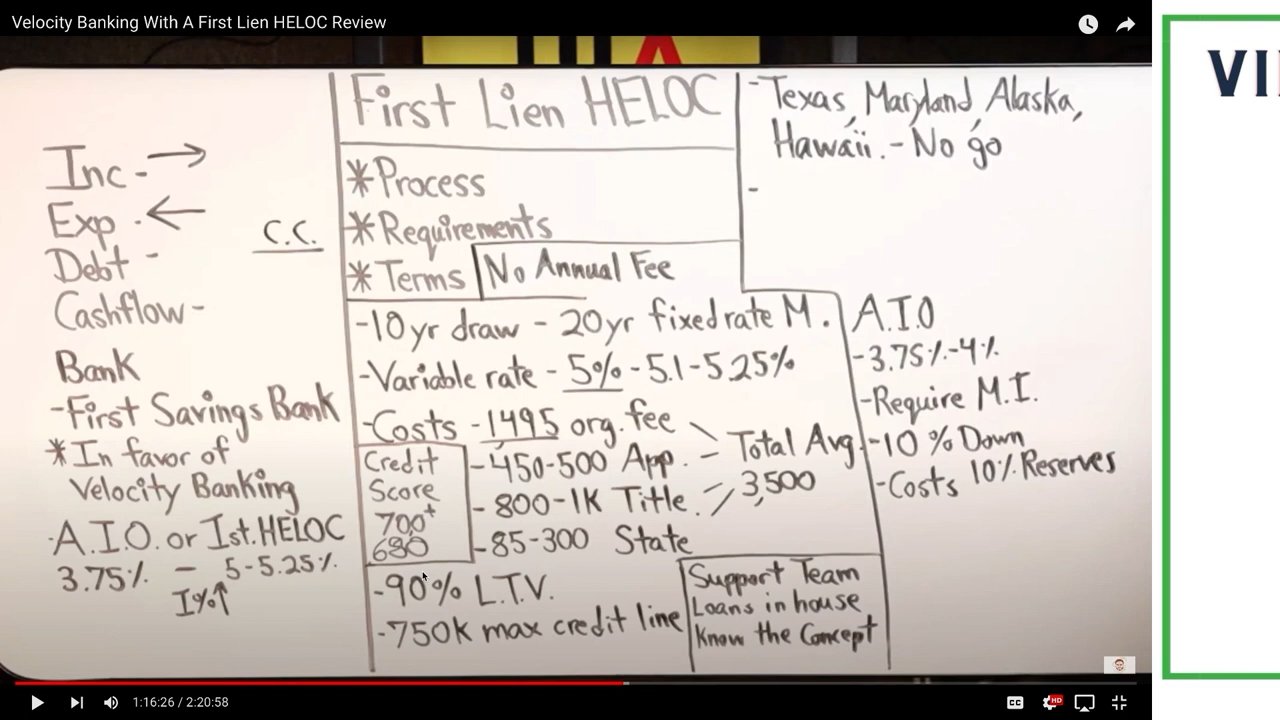 Velocity Banking With A First Lien HELOC Review
First Lien HELOC
-Texas, Maryland, Alaska,
Hawaii. - No go
-
Inc -→
Exp. ←
Debt -
Cashflow -
C.C.
*Process
*Requirements
*Terms
No Annual Fee
Bank
-First Savings Bank
*In favor of
Velocity Banking
·A.I.O. or 1st. HELOC
3.75% - 5-5.25%
I%↑
-10yr draw - 20yr fixed rate M.
-Variable rate - 5% - 5.1-5.25%
-Costs - 1,495 org. fee
-450-500 App.
-800-1K Title.
-85-300 State
Total Avg.
3,500
Credit
Score
700+
680
-90% L.T.V.
-750K max credit line
Support Team
Loans in house
Know the Concept
A.I.O
-3.75%-4%
-Require M.I.
-10% Down
-Costs 10% Reserves
VI
1:16:26 / 2:20:58
CC
HD